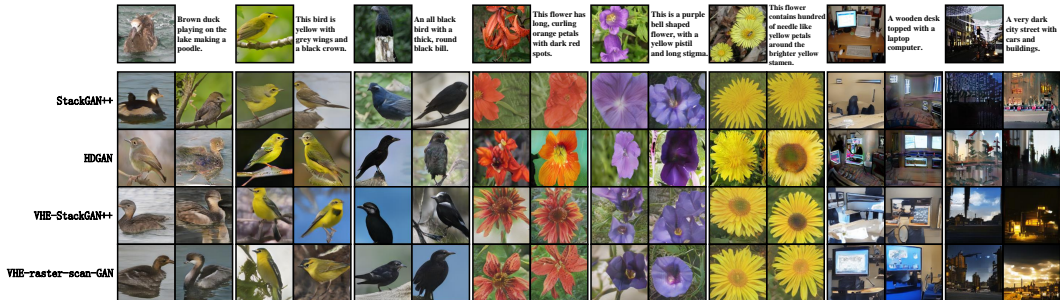 Brown duck
playing on the
lake making a
poodle.
This bird is
yellow with
grey wings and
a black crown.
An all black
bird with a
thick, round
black bill.
This flower has
long, curling
orange petals
with dark red
spots.
This is a purple
bell shaped
flower, with a
yellow pistil
and long stigma.
This flower
contains hundred
of needle like
yellow petals
around the
brighter yellow
stamen.
A wooden desk
topped with a
laptop
computer.
A very dark
city street with
cars and
buildings.
StackGAN++
HDGAN
VHE-StackGAN++
VHE-raster-scan-GAN